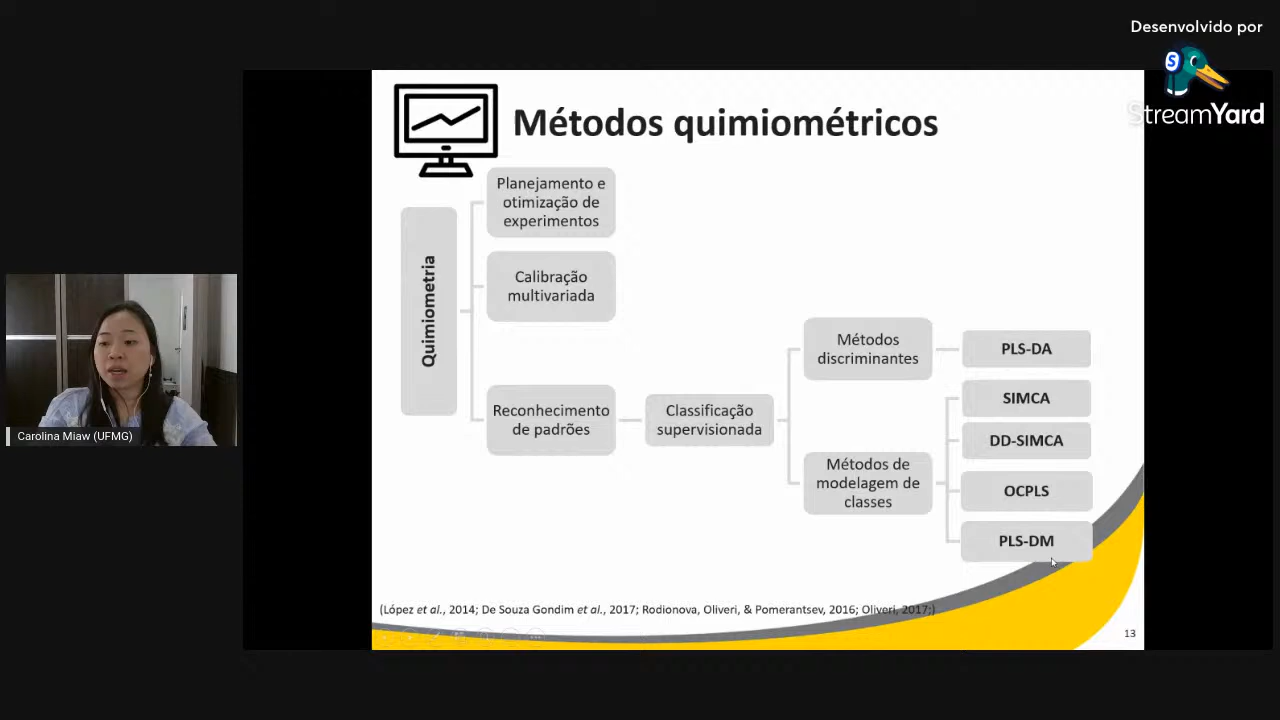 Desenvolvido por
S
StreamYard
Métodos quimiométricos
Quimiometria
Planejamento e
otimização de
experimentos
Calibração
multivariada
Reconhecimento
de padrões
Classificação
supervisionada
Métodos
discriminantes
PLS-DA
Métodos de
modelagem de
classes
SIMCA
DD-SIMCA
OCPLS
PLS-DM
(López et al., 2014; De Souza Gondim et al., 2017; Rodionova, Oliveri, & Pomerantsev, 2016; Oliveri, 2017;)
13
Carolina Miaw (UFMG)